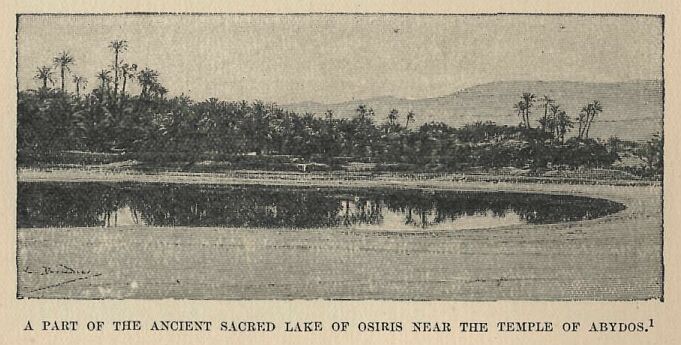 A PART OF THE ANCIENT SACRED LAKE OF OSIRIS NEAR THE TEMPLE OF ABYDOS.¹